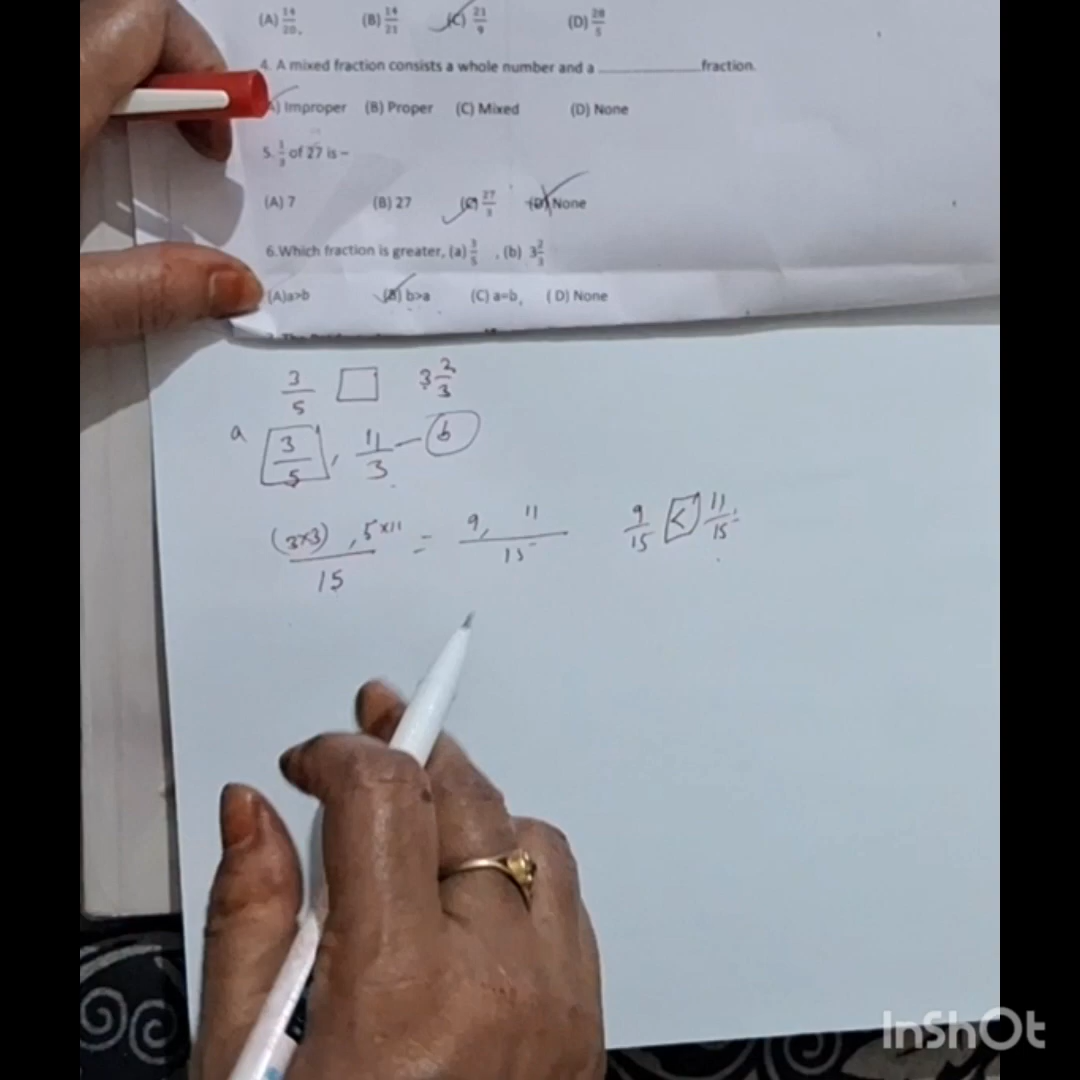 (A) 14/20, (B) 14/21 (C) 21/9 (D) 28/5
4. A mixed fraction consists a whole number and a ____________ fraction.
A) Improper (B) Proper (C) Mixed (D) None
5. 1/3 of 27 is –
(A) 7 (B) 27 (C) 27/3 (D) None
6.Which fraction is greater, (a) 3/5 , (b) 3 2/3
(A)a>b (B) b>a (C) a=b, ( D) None
3/5 □ 3 2/3
a 3/5 , 11/3 — b
(3×3) , 5×11 / 15 = 9, 11 / 15 9/15 < 11/15
InShOt